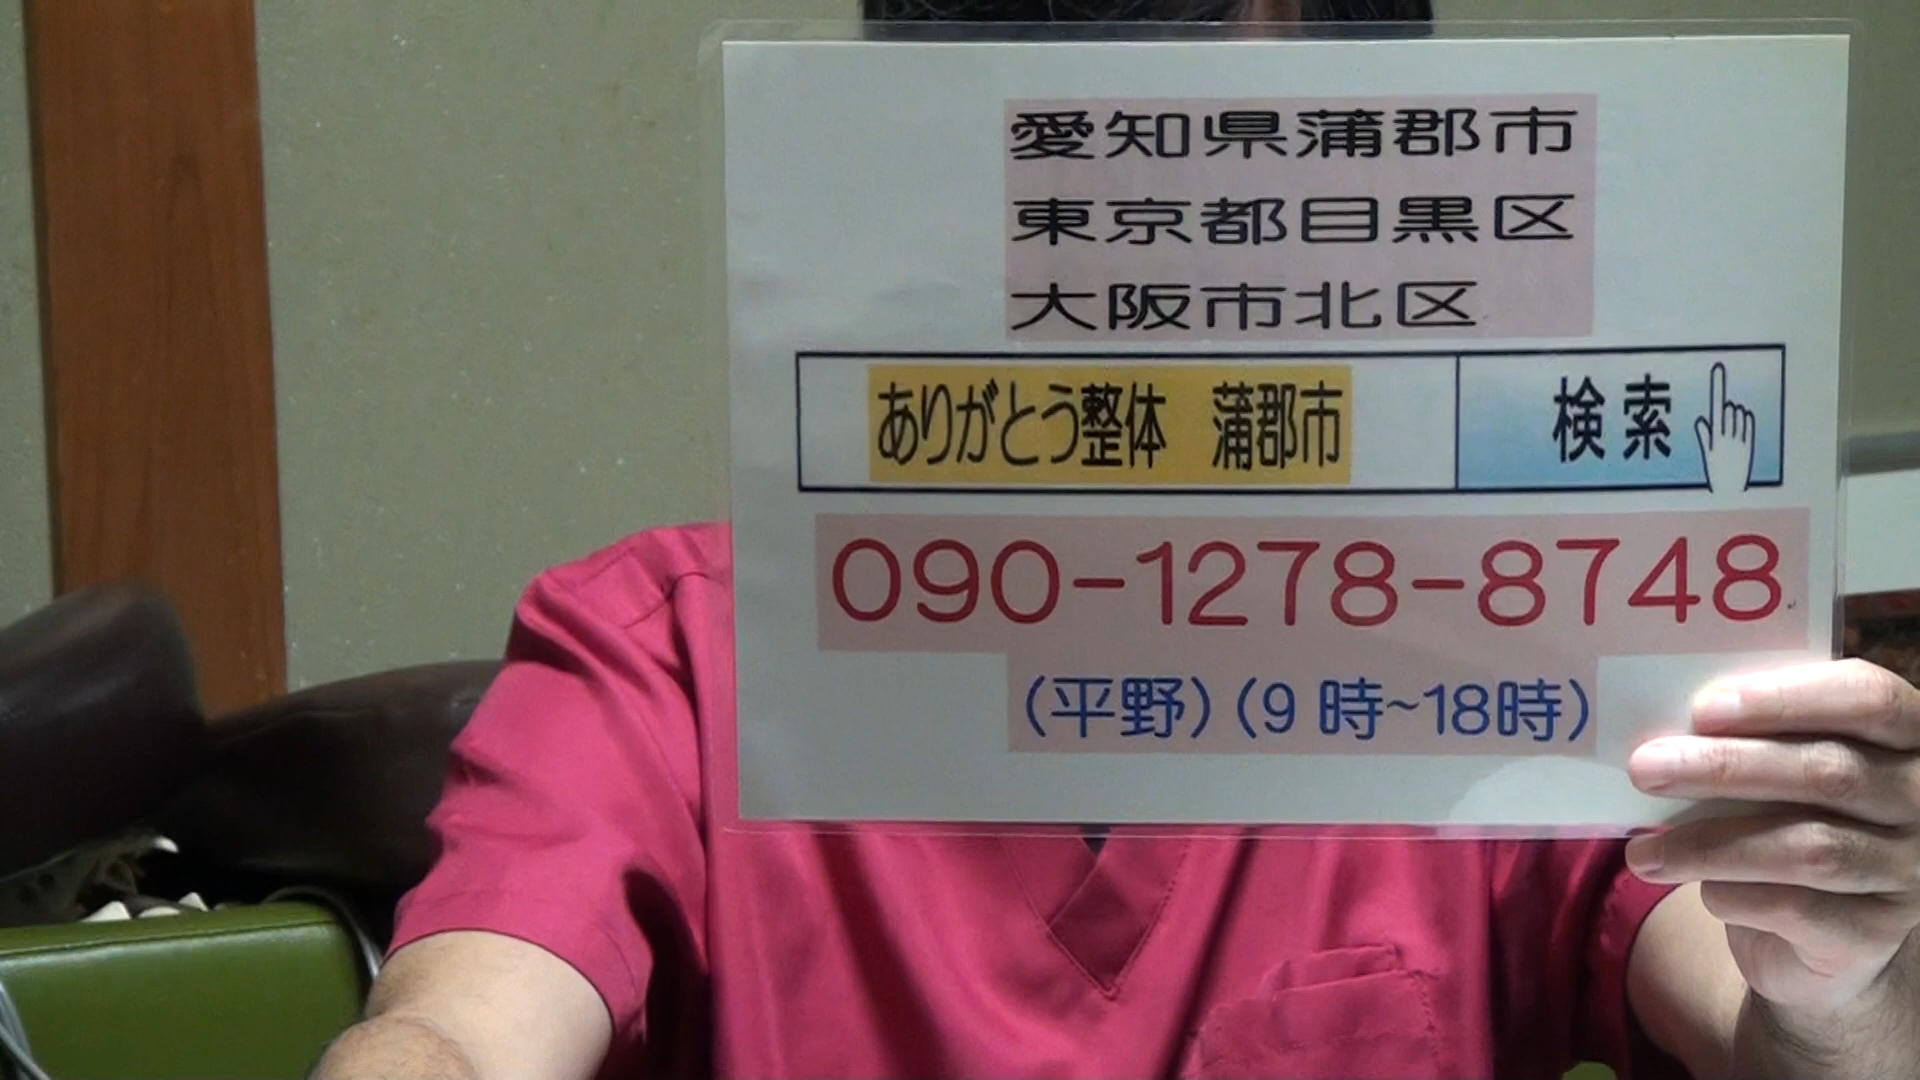 愛知県蒲郡市
東京都目黒区
大阪市北区
ありがとう整体 蒲郡市 検索
090-1278-8748
(平野)(9時~18時)